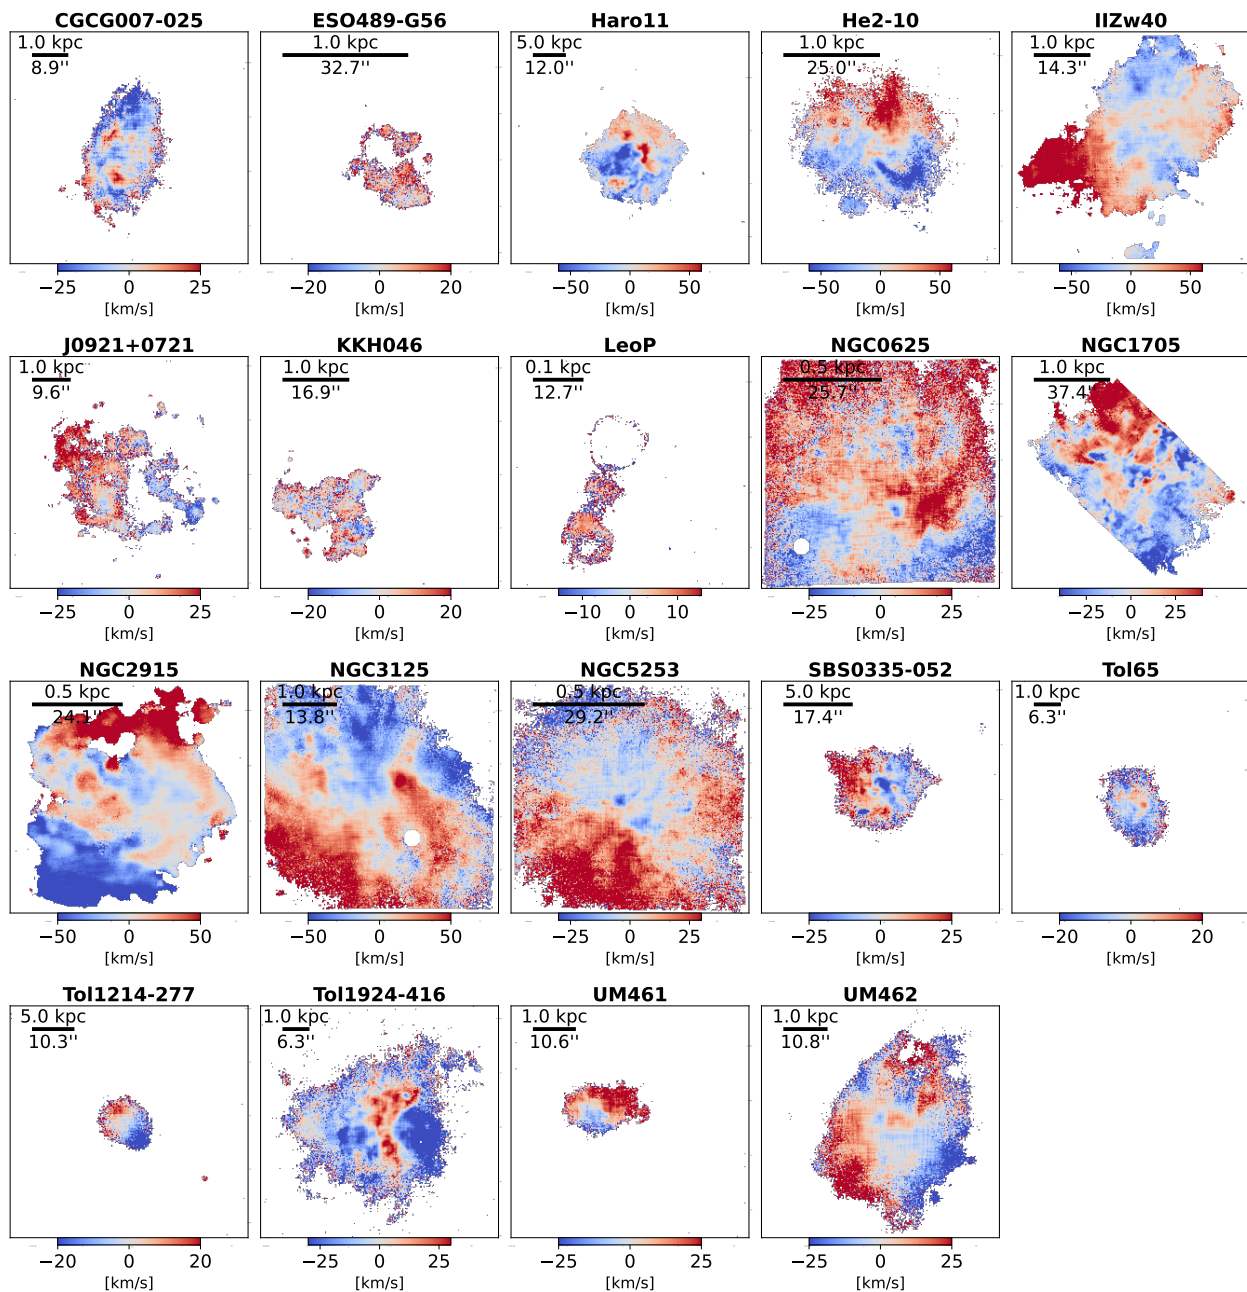 CGCG007-025 ESO489-G56 Haro11 He2-10 IIZw40
1.0 kpc 1.0 kpc 5.0 kpc 1.0 kpc 1.0 kpc
8.9'' 32.7'' 12.0'' 25.0'' 14.3''
−25 0 25 −25 0 25 −50 0 50 −50 0 50 −50 0 50
[km/s] [km/s] [km/s] [km/s] [km/s]
J0921+0721 KKH046 LeoP NGC0625 NGC1705
1.0 kpc 1.0 kpc 0.1 kpc 0.5 kpc 1.0 kpc
9.6'' 16.9'' 12.7'' 25.7'' 37.4''
−25 0 25 −20 0 20 −10 0 10 −25 0 25 −25 0 25
[km/s] [km/s] [km/s] [km/s] [km/s]
NGC2915 NGC3125 NGC5253 SBS0335-052 Tol65
0.5 kpc 1.0 kpc 0.5 kpc 5.0 kpc 1.0 kpc
24.1'' 13.8'' 29.2'' 17.4'' 6.3''
−50 0 50 −50 −25 0 25 50 −25 0 25 −25 0 25 −20 0 20
[km/s] [km/s] [km/s] [km/s] [km/s]
Tol1214-277 Tol1924-416 UM461 UM462
5.0 kpc 1.0 kpc 1.0 kpc 1.0 kpc
10.3'' 6.3'' 10.6'' 10.8''
−20 0 20 −25 0 25 −25 0 25 −25 0 25
[km/s] [km/s] [km/s] [km/s]